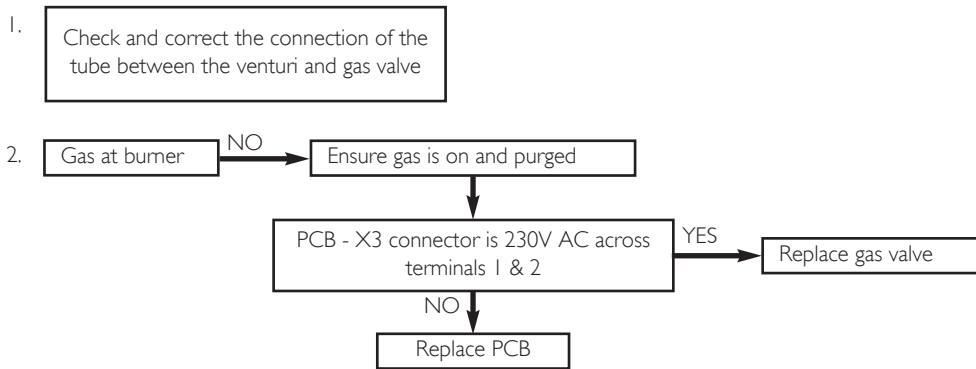 1.
Check and correct the connection of the
tube between the venturi and gas valve
2.
Gas at burner
NO
Ensure gas is on and purged
PCB - X3 connector is 230V AC across
terminals 1 & 2
YES
Replace gas valve
NO
Replace PCB